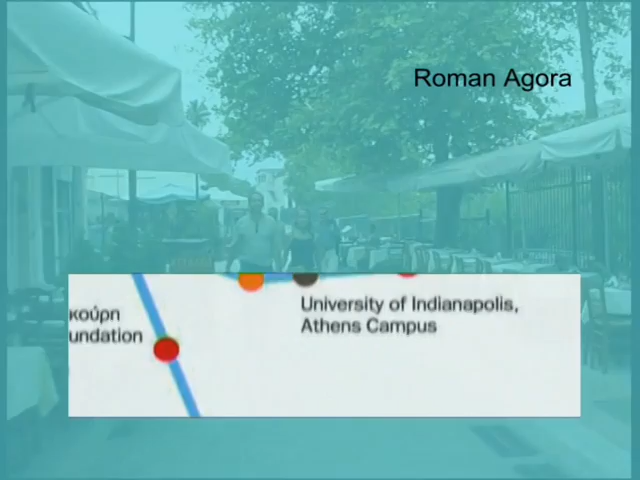 Roman Agora
κούρη
undation
University of Indianapolis,
Athens Campus